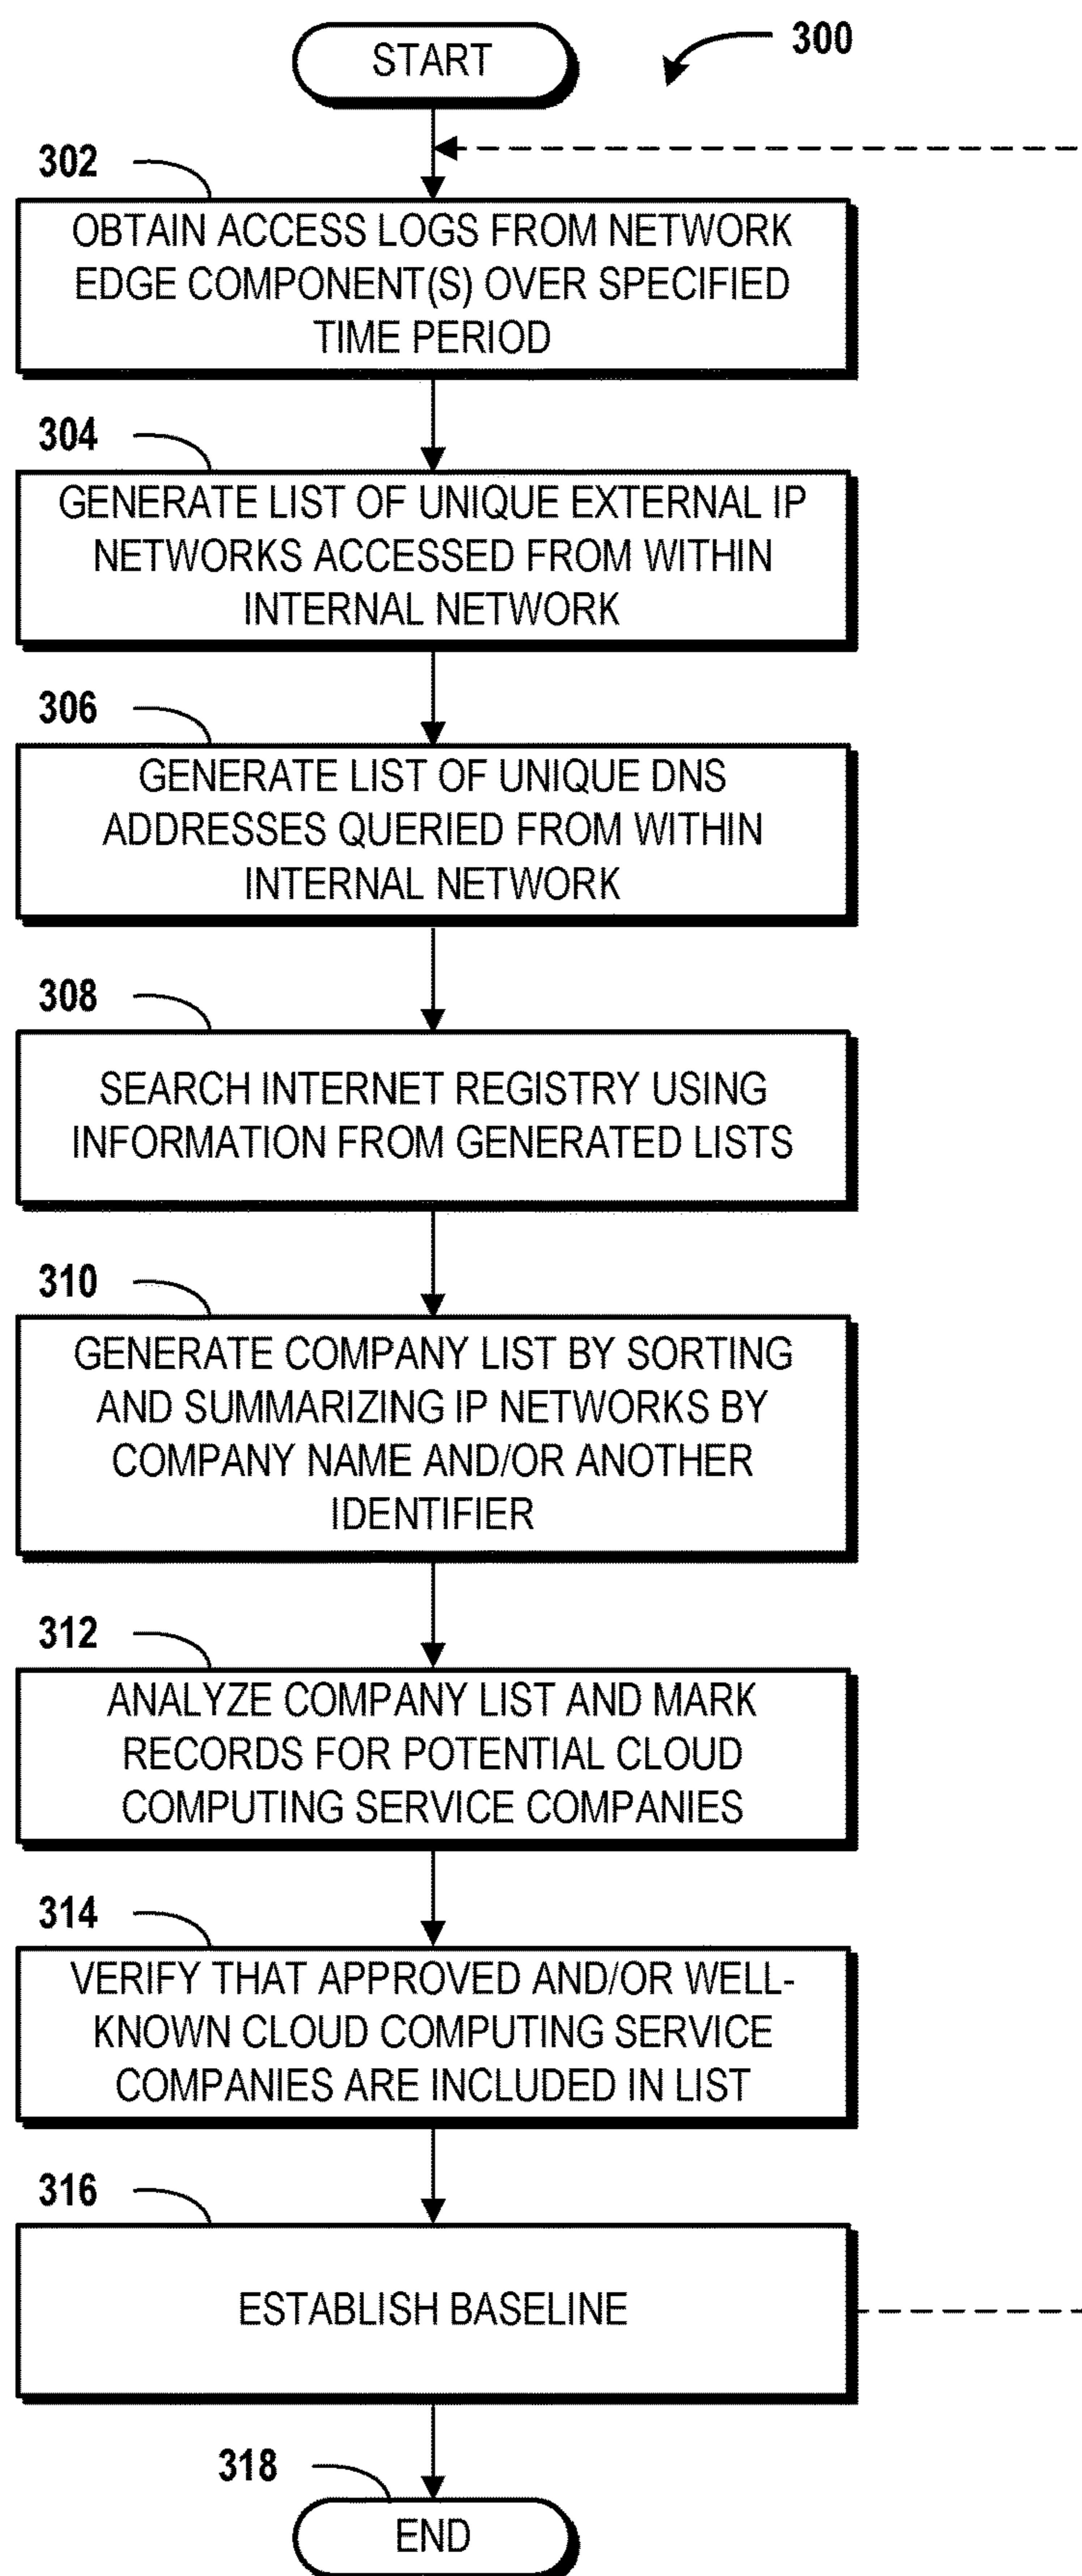 START
300
302
OBTAIN ACCESS LOGS FROM NETWORK
EDGE COMPONENT(S) OVER SPECIFIED
TIME PERIOD
304
GENERATE LIST OF UNIQUE EXTERNAL IP
NETWORKS ACCESSED FROM WITHIN
INTERNAL NETWORK
306
GENERATE LIST OF UNIQUE DNS
ADDRESSES QUERIED FROM WITHIN
INTERNAL NETWORK
308
SEARCH INTERNET REGISTRY USING
INFORMATION FROM GENERATED LISTS
310
GENERATE COMPANY LIST BY SORTING
AND SUMMARIZING IP NETWORKS BY
COMPANY NAME AND/OR ANOTHER
IDENTIFIER
312
ANALYZE COMPANY LIST AND MARK
RECORDS FOR POTENTIAL CLOUD
COMPUTING SERVICE COMPANIES
314
VERIFY THAT APPROVED AND/OR WELL-
KNOWN CLOUD COMPUTING SERVICE
COMPANIES ARE INCLUDED IN LIST
316
ESTABLISH BASELINE
318
END